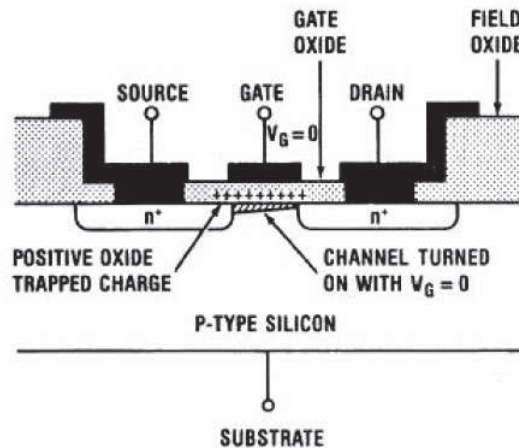 GATE
OXIDE
FIELD
OXIDE
SOURCE
GATE
DRAIN
V_G = 0
+++++++++
n+
n+
POSITIVE OXIDE
TRAPPED CHARGE
CHANNEL TURNED
ON WITH V_G = 0
P-TYPE SILICON
SUBSTRATE